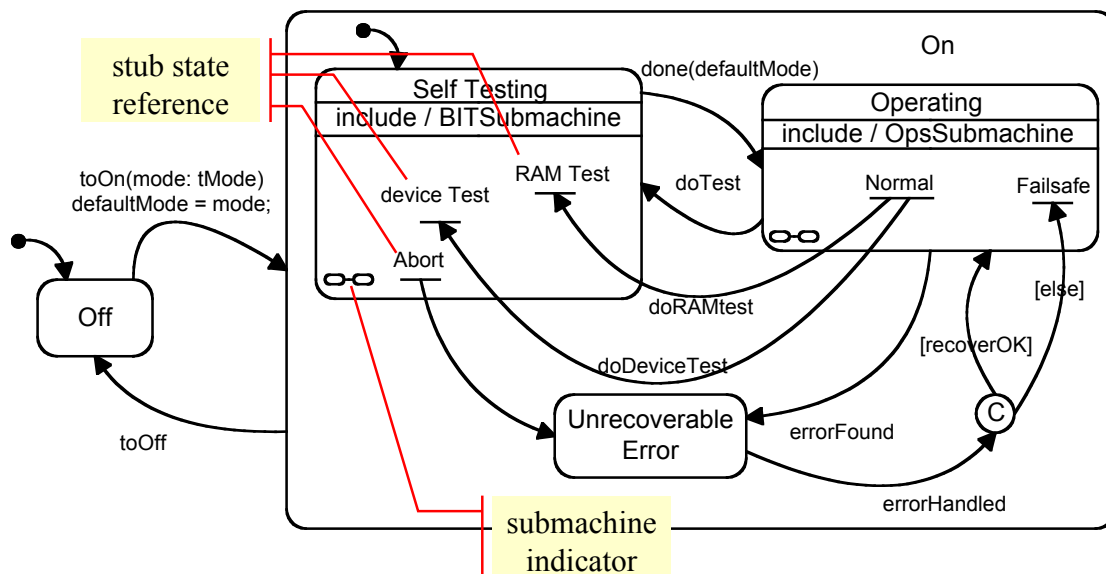 On
stub state
reference
Self Testing
include / BITSubmachine
done(defaultMode)
Operating
include / OpsSubmachine
toOn(mode: tMode)
defaultMode = mode;
device Test
RAM Test
doTest
Normal
Failsafe
Abort
Off
doRAMtest
[else]
[recoverOK]
doDeviceTest
Unrecoverable
Error
C
errorFound
toOff
errorHandled
submachine
indicator